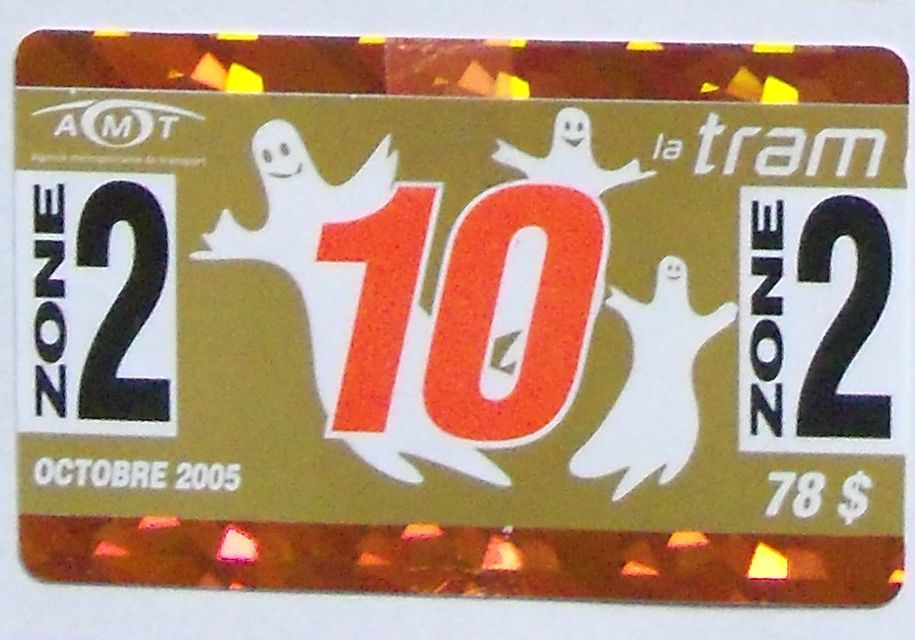 AMT
Agence métropolitaine de transport
la tram
ZONE 2
10
ZONE 2
OCTOBRE 2005
78 $